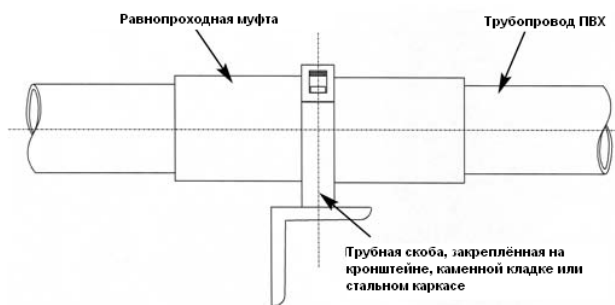 Равнопроходная муфта
Трубопровод ПВХ
Трубная скоба, закреплённая на
кронштейне, каменной кладке или
стальном каркасе